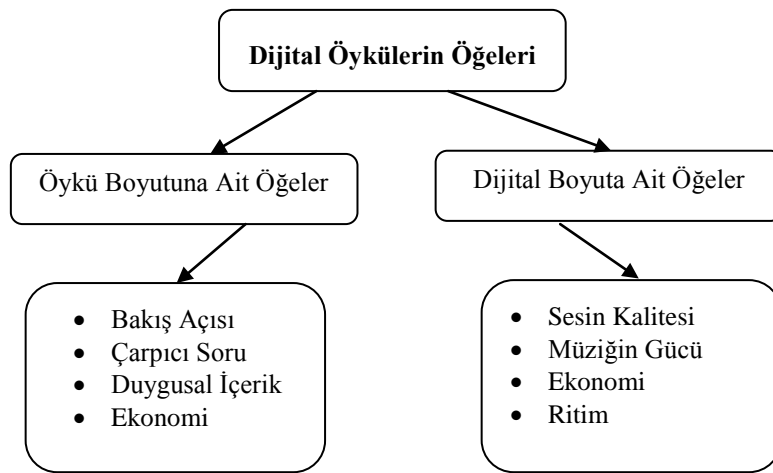 Dijital Öykülerin Öğeleri
Öykü Boyutuna Ait Öğeler
Dijital Boyuta Ait Öğeler
• Bakış Açısı
• Çarpıcı Soru
• Duygusal İçerik
• Ekonomi
• Sesin Kalitesi
• Müziğin Gücü
• Ekonomi
• Ritim